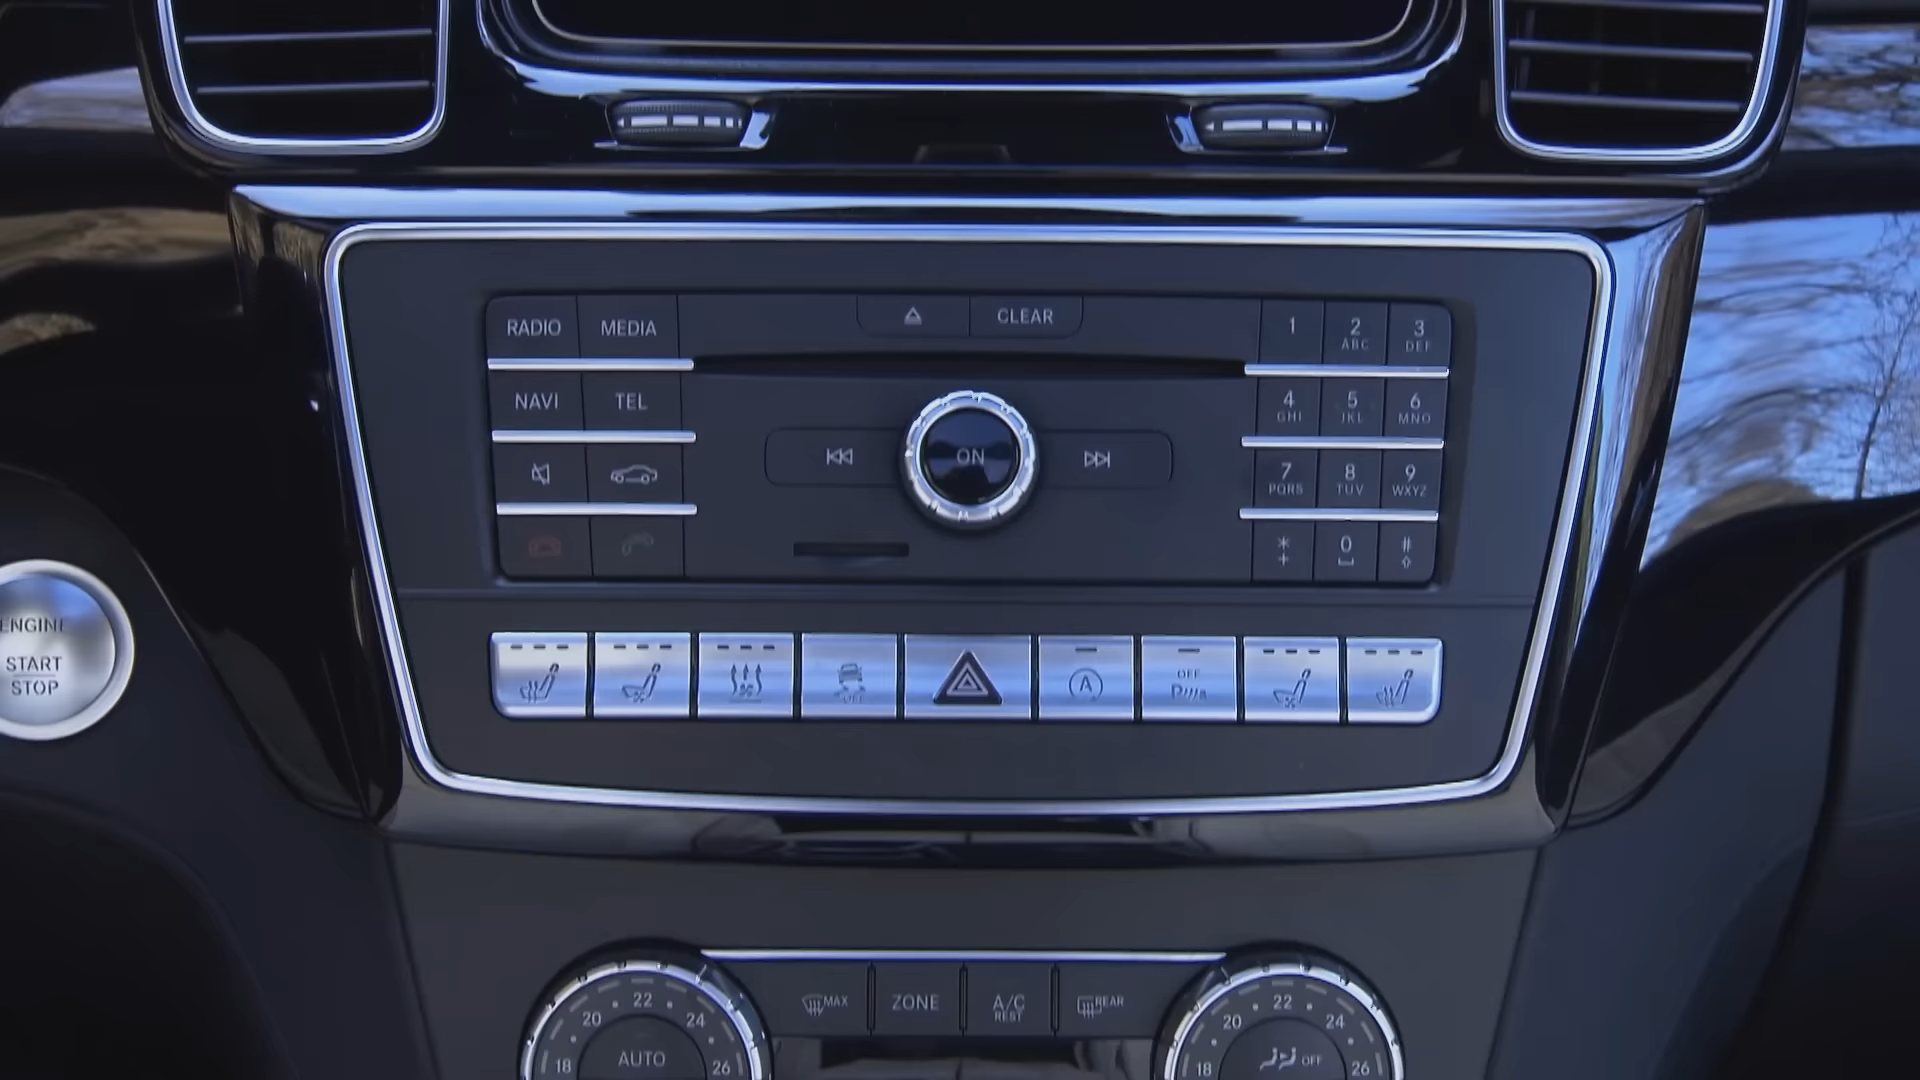 RADIO MEDIA CLEAR 1 2 3
ABC DEF
NAVI TEL 4 5 6
GHI JKL MNO
ON 7 8 9
PQRS TUV WXYZ
* 0 #
+
ENGINE
START
STOP
OFF A OFF
MAX ZONE A/C REAR
REST
18 20 22 24 26
AUTO
18 20 22 24 26
OFF